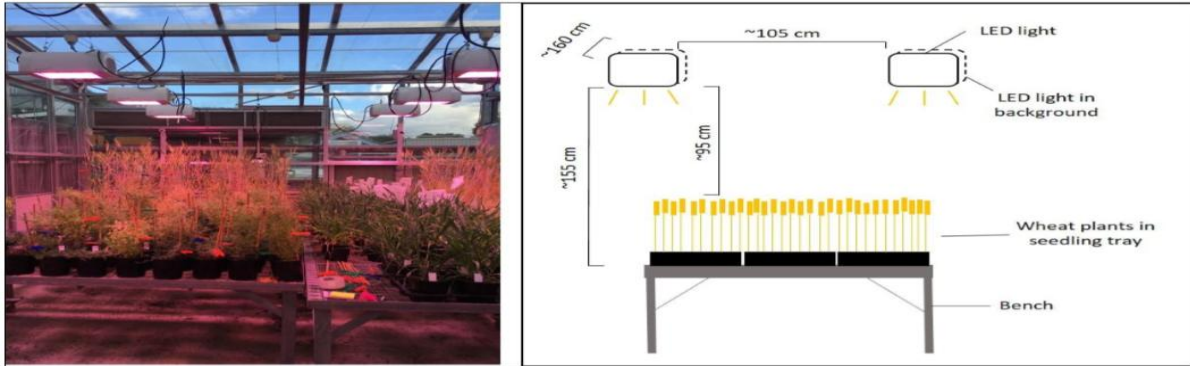 ~160 cm
~105 cm
LED light
LED light in
background
~155 cm
~95 cm
Wheat plants in
seedling tray
Bench